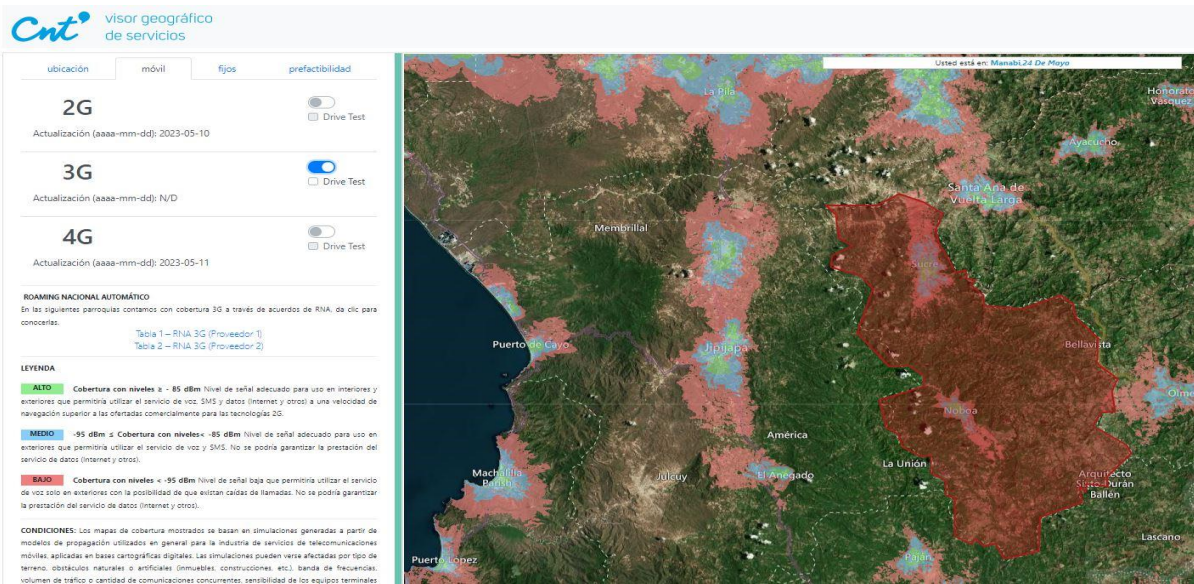 Cnt
visor geográfico
de servicios
ubicación móvil fijos prefactibilidad
2G
Drive Test
Actualización (aaaa-mm-dd): 2023-05-10
3G
Drive Test
Actualización (aaaa-mm-dd): N/D
4G
Drive Test
Actualización (aaaa-mm-dd): 2023-05-11
ROAMING NACIONAL AUTOMÁTICO
En las siguientes parroquias contamos con cobertura 3G a través de acuerdos de RNA, da clic para
conocerlas.
Tabla 1 – RNA 3G (Proveedor 1)
Tabla 2 – RNA 3G (Proveedor 2)
LEYENDA
ALTO Cobertura con niveles ≥ - 85 dBm Nivel de señal adecuado para uso en interiores y
exteriores que permitiría utilizar el servicio de voz, SMS y datos (Internet y otros) a una velocidad de
navegación superior a las ofertadas comercialmente para las tecnologías 2G.
MEDIO -95 dBm ≤ Cobertura con niveles< -85 dBm Nivel de señal adecuado para uso en
exteriores que permitiría utilizar el servicio de voz y SMS. No se podría garantizar la prestación del
servicio de datos (Internet y otros).
BAJO Cobertura con niveles < -95 dBm Nivel de señal baja que permitiría utilizar el servicio
de voz solo en exteriores con la posibilidad de que existan caídas de llamadas. No se podría garantizar
la prestación del servicio de datos (Internet y otros).
CONDICIONES: Los mapas de cobertura mostrados se basan en simulaciones generadas a partir de
modelos de propagación utilizados en general para la industria de servicios de telecomunicaciones
móviles, aplicadas en bases cartográficas digitales. Las simulaciones pueden verse afectadas por tipo de
terreno, obstáculos naturales o artificiales (inmuebles, construcciones, etc.), banda de frecuencias,
volumen de tráfico o cantidad de comunicaciones concurrentes, sensibilidad de los equipos terminales
Usted está en: Manabi,24 De Mayo
La Pila
Honorato
Vásquez
Ayacucho
Santa Ana de
Vuelta Larga
Membrillal
Sucre
Puerto de Cayo
Jipijapa
Bellavista
Olme
Noboa
América
La Unión
Machalilla
Parish
Julcuy
El Anegado
Arquitecto
Sixto Durán
Ballén
Lascano
Puerto López
Paján